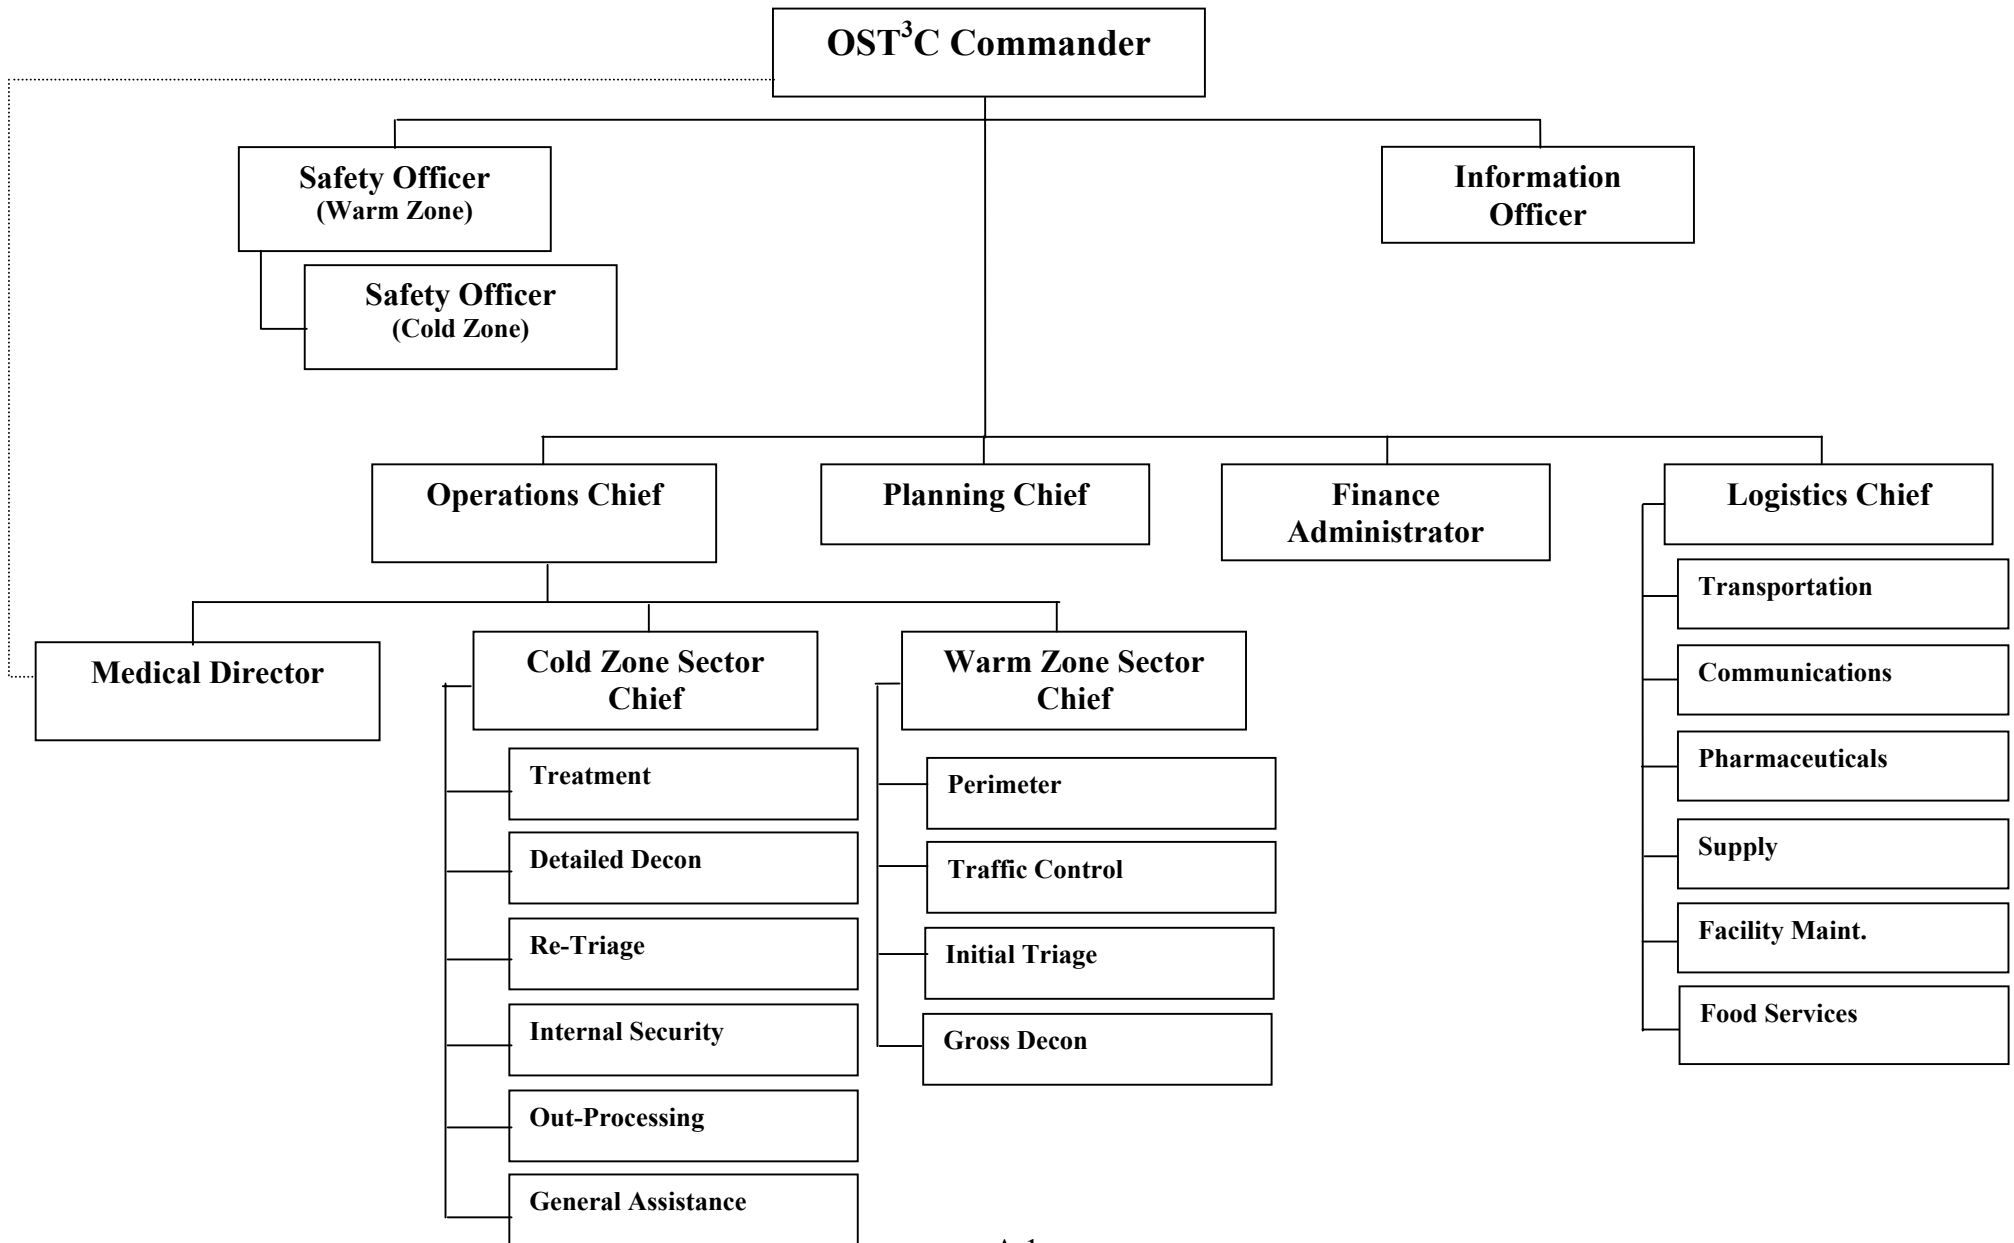 OST³C Commander
Safety Officer
(Warm Zone)
Information
Officer
Safety Officer
(Cold Zone)
Operations Chief
Planning Chief
Finance
Administrator
Logistics Chief
Transportation
Communications
Pharmaceuticals
Supply
Facility Maint.
Food Services
Medical Director
Cold Zone Sector
Chief
Treatment
Detailed Decon
Re-Triage
Internal Security
Out-Processing
General Assistance
Warm Zone Sector
Chief
Perimeter
Traffic Control
Initial Triage
Gross Decon